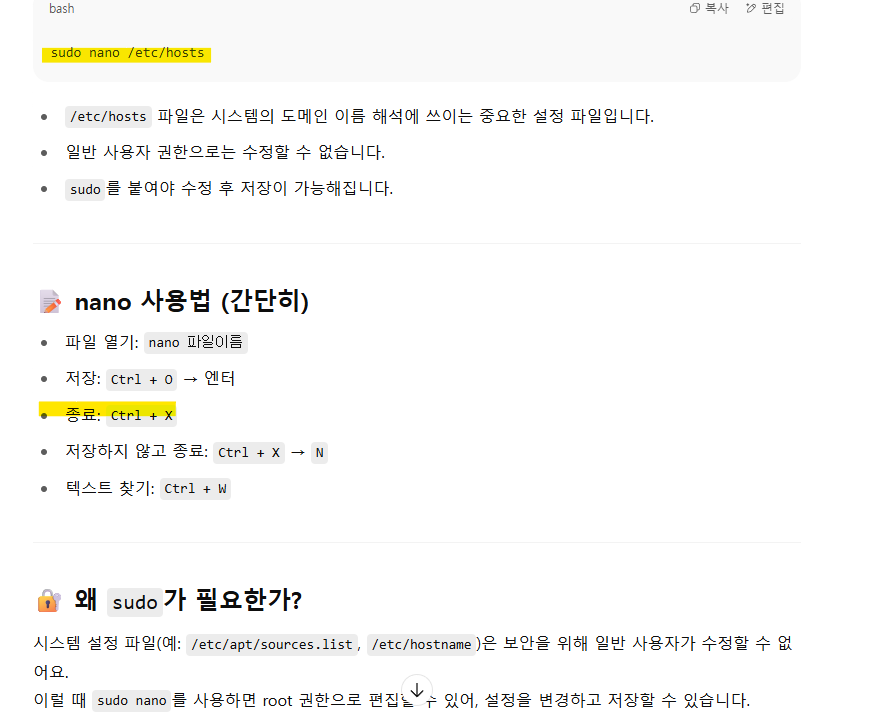 bash 복사 편집
sudo nano /etc/hosts
/etc/hosts 파일은 시스템의 도메인 이름 해석에 쓰이는 중요한 설정 파일입니다.
일반 사용자 권한으로는 수정할 수 없습니다.
sudo를 붙여야 수정 후 저장이 가능해집니다.
nano 사용법 (간단히)
파일 열기: nano 파일이름
저장: Ctrl + O → 엔터
종료: Ctrl + X
저장하지 않고 종료: Ctrl + X → N
텍스트 찾기: Ctrl + W
왜 sudo가 필요한가?
시스템 설정 파일(예: /etc/apt/sources.list, /etc/hostname)은 보안을 위해 일반 사용자가 수정할 수 없
어요.
이럴 때 sudo nano를 사용하면 root 권한으로 편집할 수 있어, 설정을 변경하고 저장할 수 있습니다.